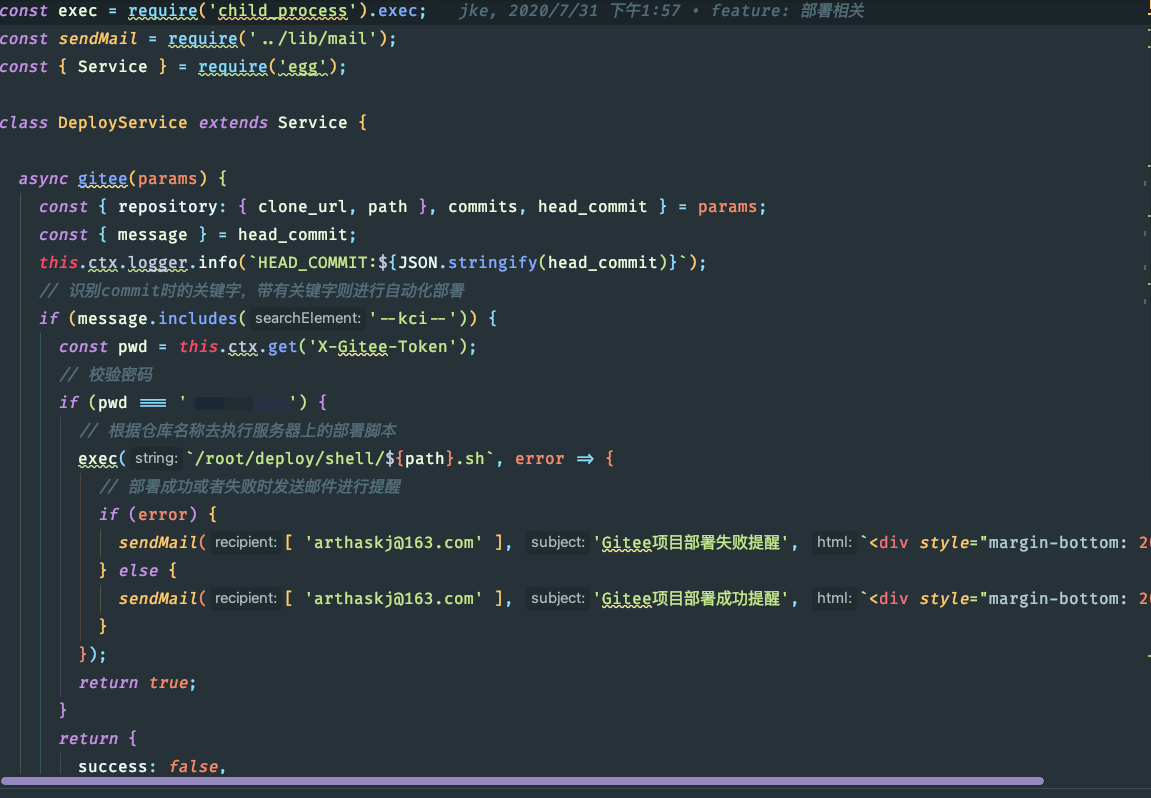 const exec = require('child_process').exec;   jke, 2020/7/31 下午1:57 • feature: 部署相关
const sendMail = require('../lib/mail');
const { Service } = require('egg');
class DeployService extends Service {
async gitee(params) {
const { repository: { clone_url, path }, commits, head_commit } = params;
const { message } = head_commit;
this.ctx.logger.info(`HEAD_COMMIT:${JSON.stringify(head_commit)}`);
// 识别commit时的关键字，带有关键字则进行自动化部署
if (message.includes( searchElement: '--kci--')) {
const pwd = this.ctx.get('X-Gitee-Token');
// 校验密码
if (pwd === '          ') {
// 根据仓库名称去执行服务器上的部署脚本
exec( string: `/root/deploy/shell/${path}.sh`, error => {
// 部署成功或者失败时发送邮件进行提醒
if (error) {
sendMail( recipient: [ 'arthaskj@163.com' ], subject: 'Gitee项目部署失败提醒', html: `<div style="margin-bottom: 20
} else {
sendMail( recipient: [ 'arthaskj@163.com' ], subject: 'Gitee项目部署成功提醒', html: `<div style="margin-bottom: 20
}
});
return true;
}
return {
success: false,